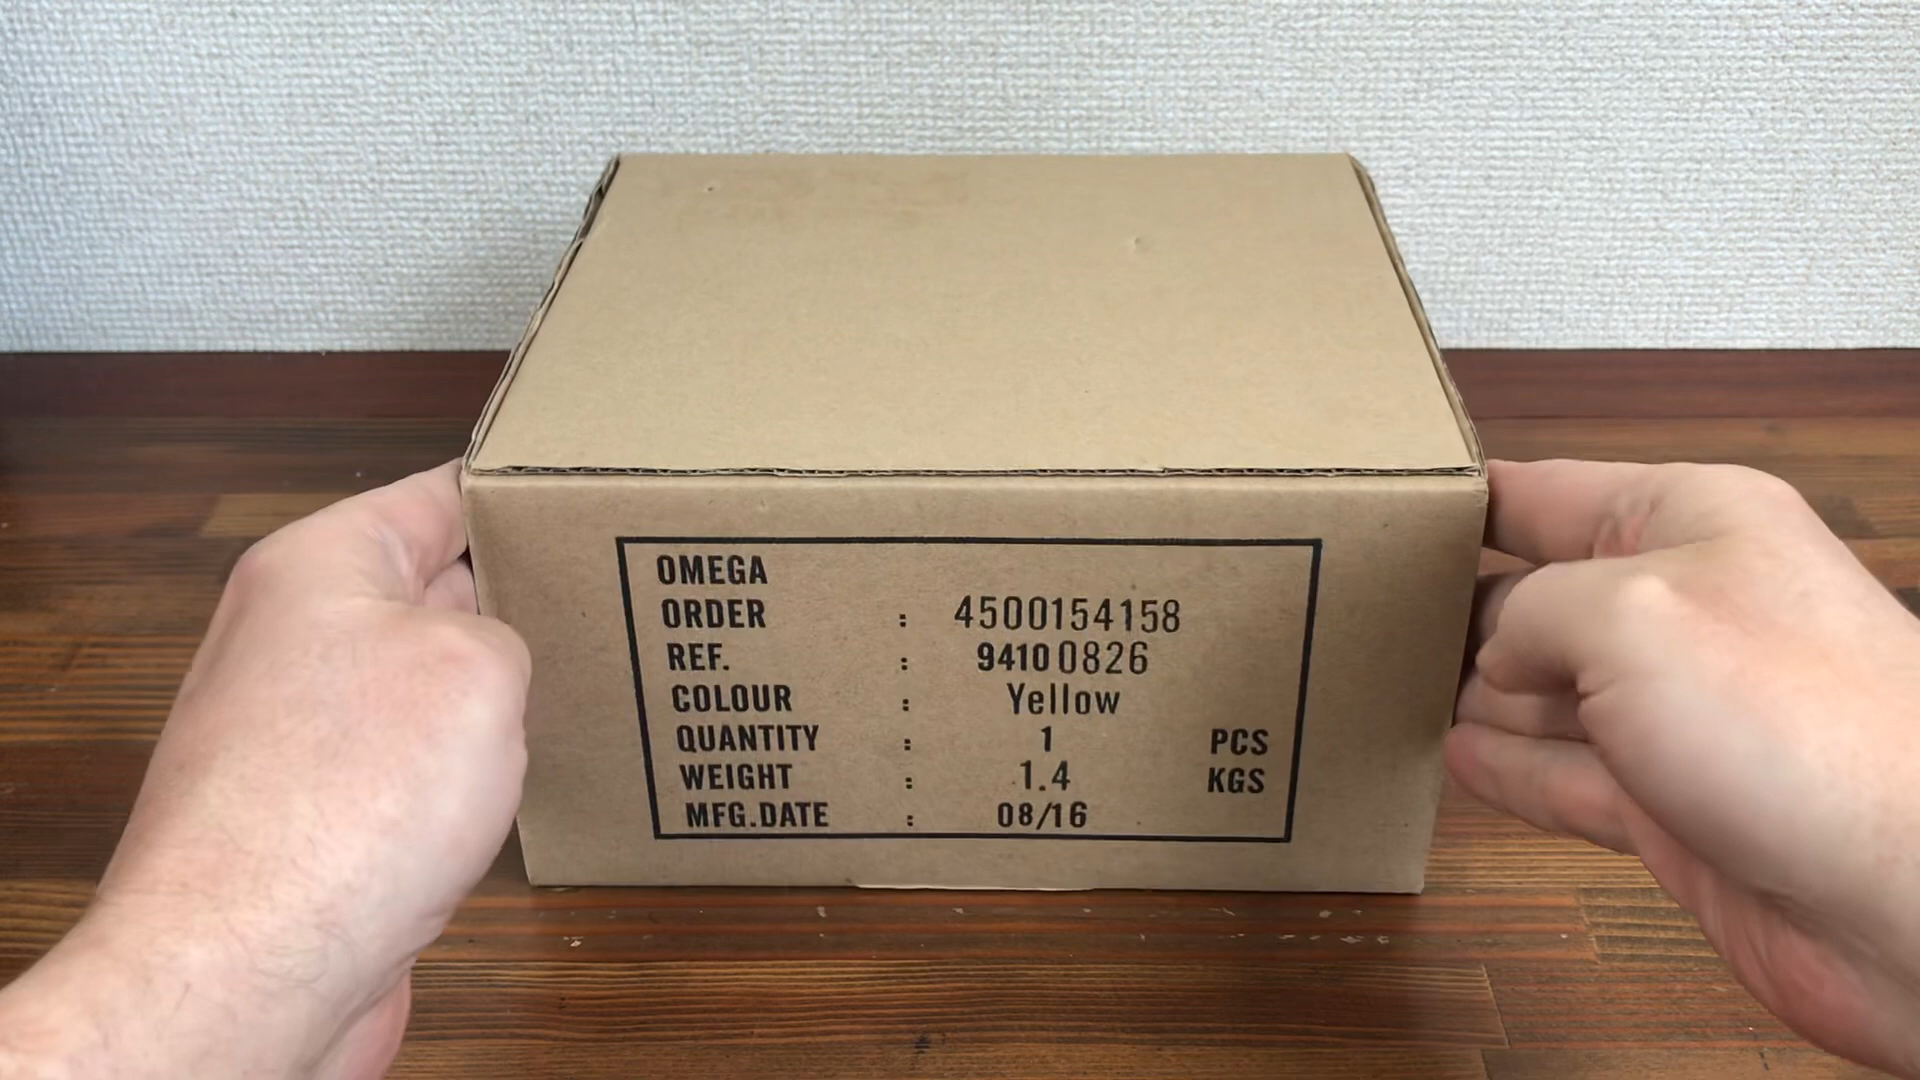 OMEGA
ORDER : 4500154158
REF. : 94100826
COLOUR : Yellow
QUANTITY : 1 PCS
WEIGHT : 1.4 KGS
MFG.DATE : 08/16